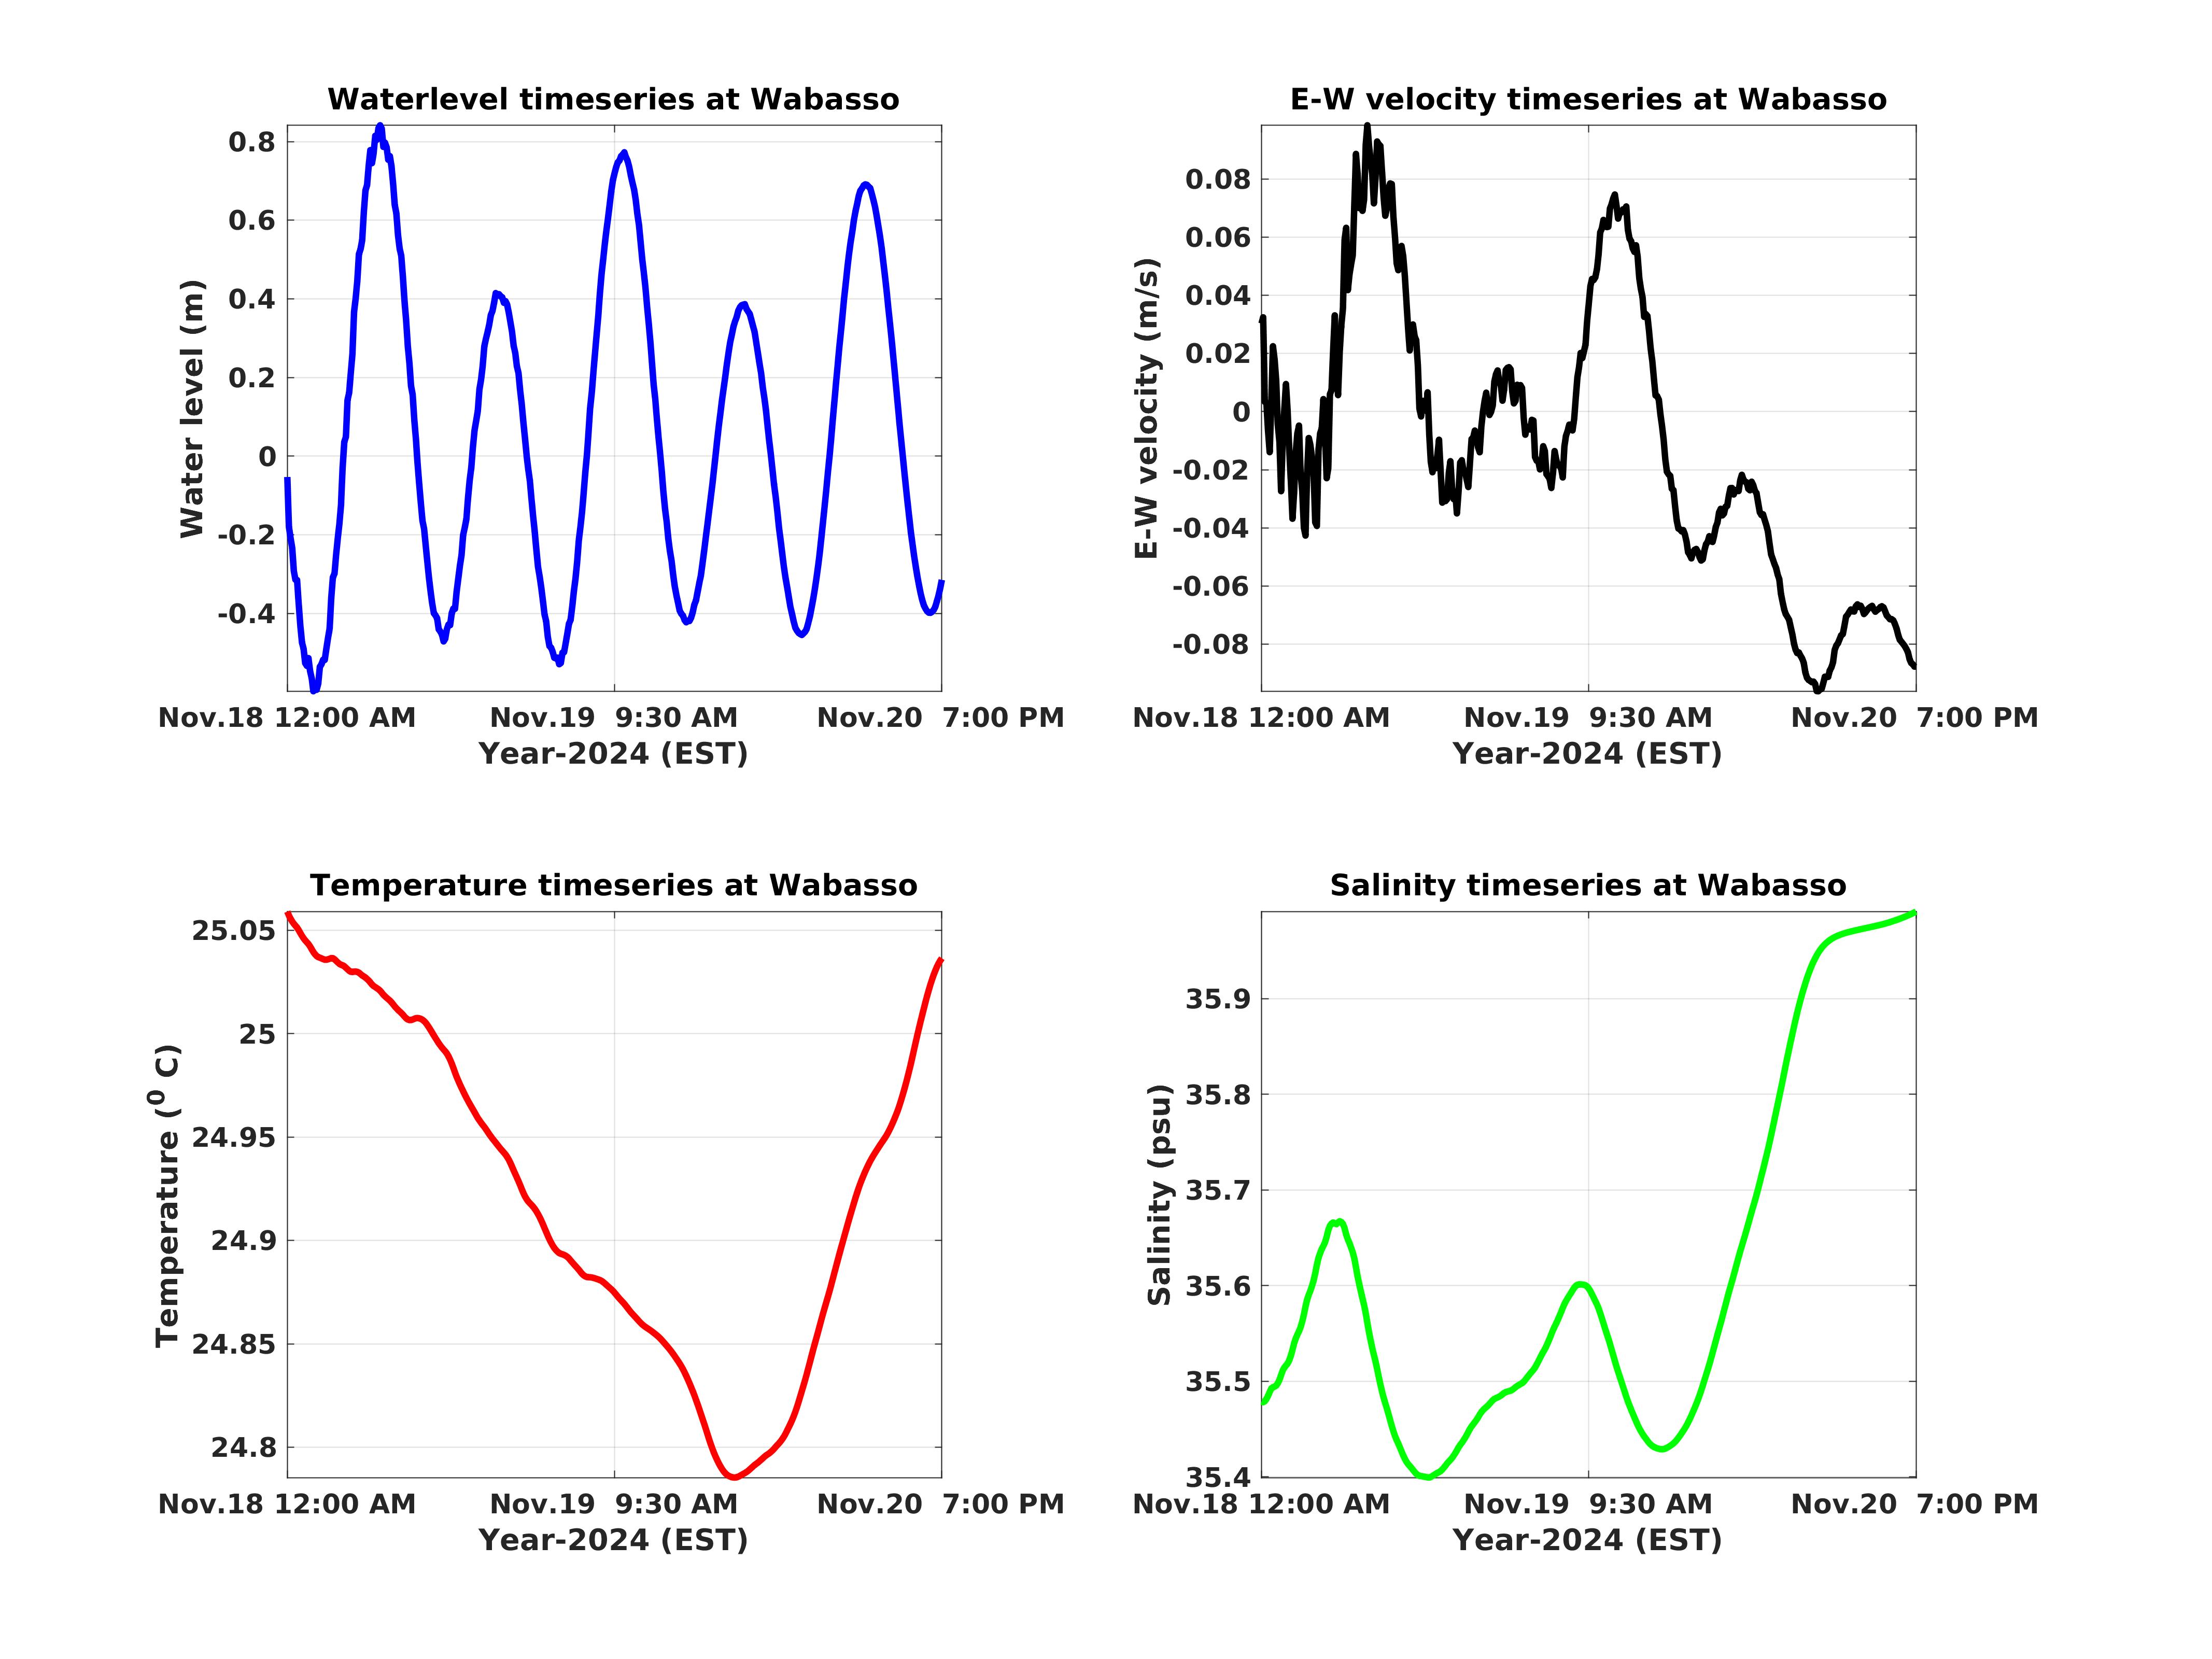 Waterlevel timeseries at Wabasso
Water level (m)
0.8
0.6
0.4
0.2
0
-0.2
-0.4
Nov.18 12:00 AM
Nov.19 9:30 AM
Nov.20 7:00 PM
Year-2024 (EST)
E-W velocity timeseries at Wabasso
E-W velocity (m/s)
0.08
0.06
0.04
0.02
0
-0.02
-0.04
-0.06
-0.08
Nov.18 12:00 AM
Nov.19 9:30 AM
Nov.20 7:00 PM
Year-2024 (EST)
Temperature timeseries at Wabasso
Temperature (⁰ C)
25.05
25
24.95
24.9
24.85
24.8
Nov.18 12:00 AM
Nov.19 9:30 AM
Nov.20 7:00 PM
Year-2024 (EST)
Salinity timeseries at Wabasso
Salinity (psu)
35.9
35.8
35.7
35.6
35.5
35.4
Nov.18 12:00 AM
Nov.19 9:30 AM
Nov.20 7:00 PM
Year-2024 (EST)